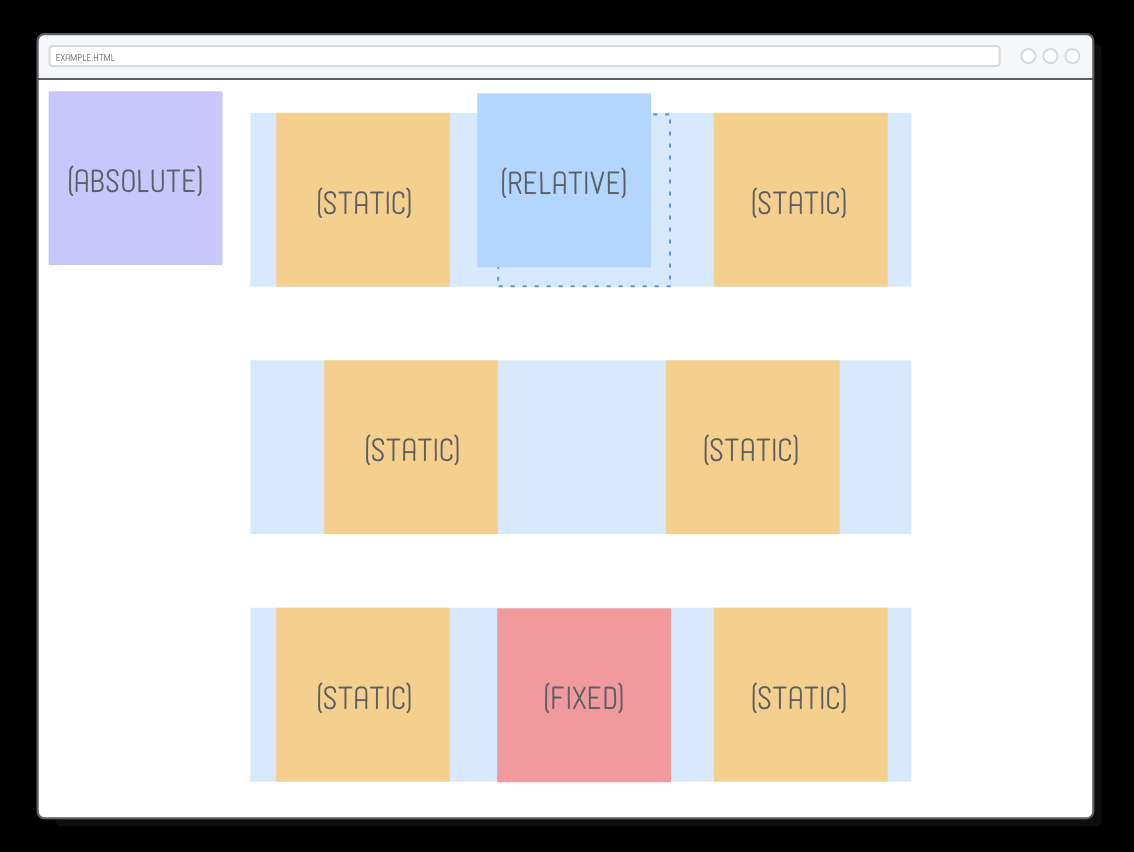 EXAMPLE.HTML
(ABSOLUTE)
(STATIC)
(RELATIVE)
(STATIC)
(STATIC)
(STATIC)
(STATIC)
(FIXED)
(STATIC)